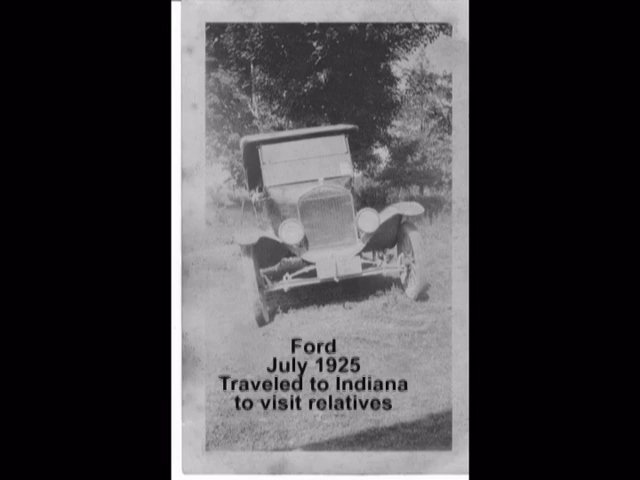 Ford
July 1925
Traveled to Indiana
to visit relatives